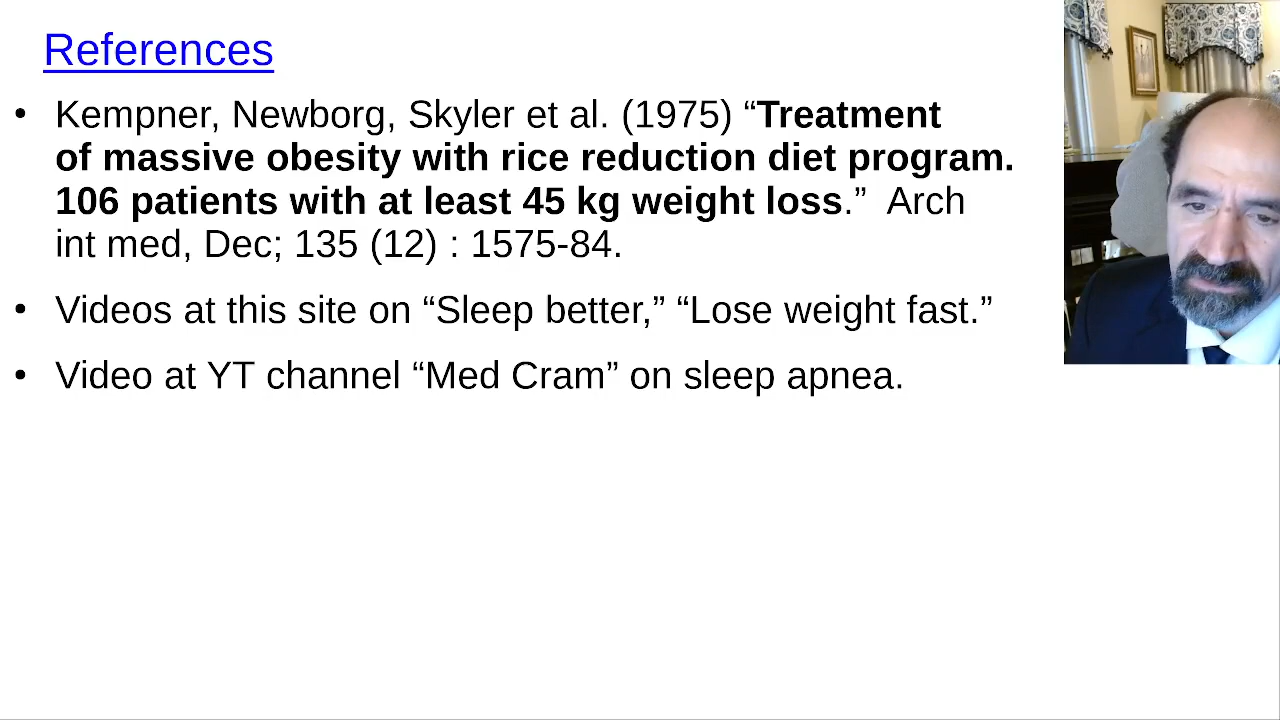 References
• Kempner, Newborg, Skyler et al. (1975) “Treatment
of massive obesity with rice reduction diet program.
106 patients with at least 45 kg weight loss.”  Arch
int med, Dec; 135 (12) : 1575-84.
• Videos at this site on “Sleep better,” “Lose weight fast.”
• Video at YT channel “Med Cram” on sleep apnea.